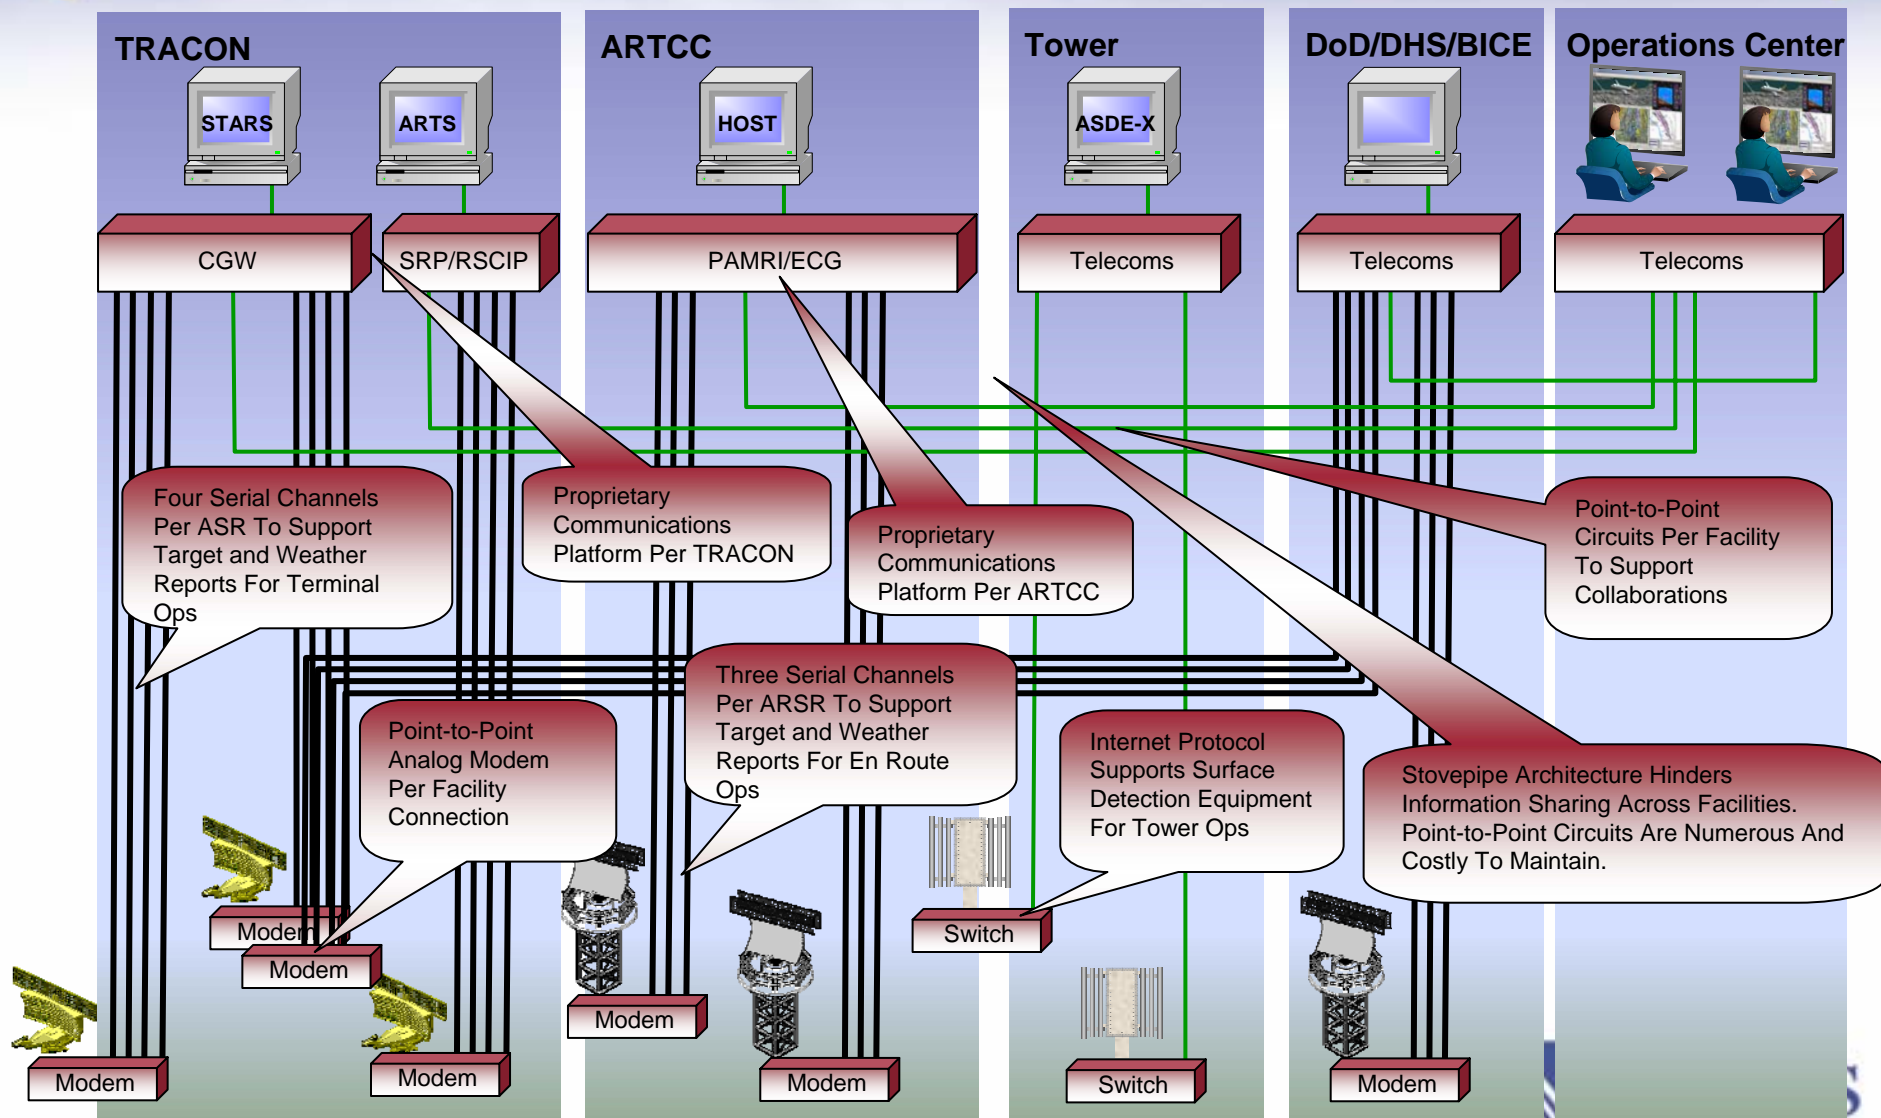 TRACON
ARTCC
Tower
DoD/DHS/BICE
Operations Center
STARS
ARTS
HOST
ASDE-X
CGW
SRP/RSCIP
PAMRI/ECG
Telecoms
Telecoms
Telecoms
Four Serial Channels
Per ASR To Support
Target and Weather
Reports For Terminal
Ops
Proprietary
Communications
Platform Per TRACON
Proprietary
Communications
Platform Per ARTCC
Point-to-Point
Circuits Per Facility
To Support
Collaborations
Three Serial Channels
Per ARSR To Support
Target and Weather
Reports For En Route
Ops
Point-to-Point
Analog Modem
Per Facility
Connection
Internet Protocol
Supports Surface
Detection Equipment
For Tower Ops
Stovepipe Architecture Hinders
Information Sharing Across Facilities.
Point-to-Point Circuits Are Numerous And
Costly To Maintain.
Modem
Modem
Switch
Modem
Modem
Modem
Modem
Switch
Modem